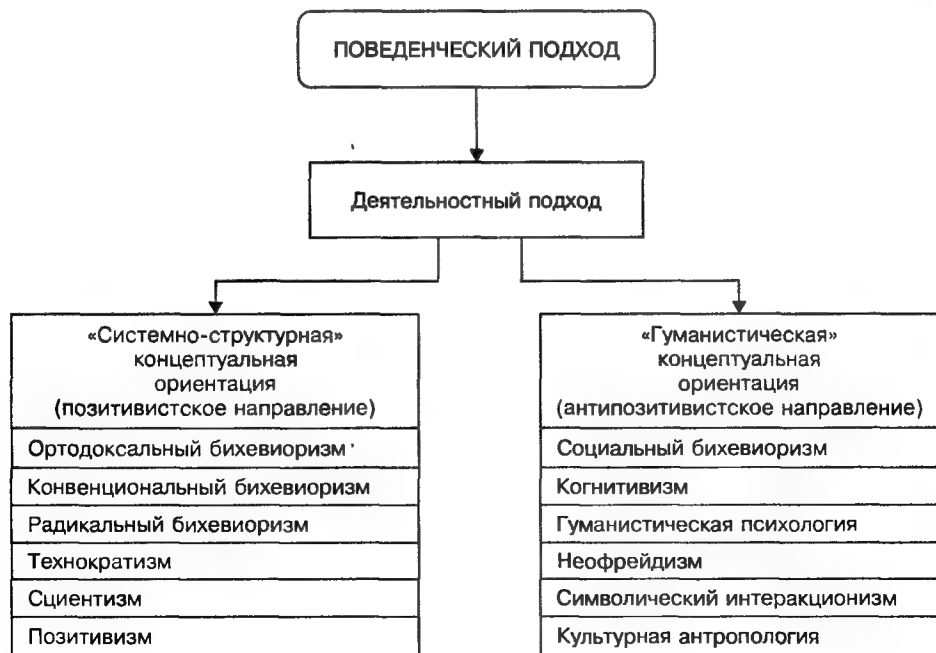 ПОВЕДЕНЧЕСКИЙ ПОДХОД
Деятельностный подход
«Системно-структурная»
концептуальная
ориентация
(позитивистское направление)
Ортодоксальный бихевиоризм
Конвенциональный бихевиоризм
Радикальный бихевиоризм
Технократизм
Сциентизм
Позитивизм
«Гуманистическая»
концептуальная
ориентация
(антипозитивистское направление)
Социальный бихевиоризм
Когнитивизм
Гуманистическая психология
Неофрейдизм
Символический интеракционизм
Культурная антропология